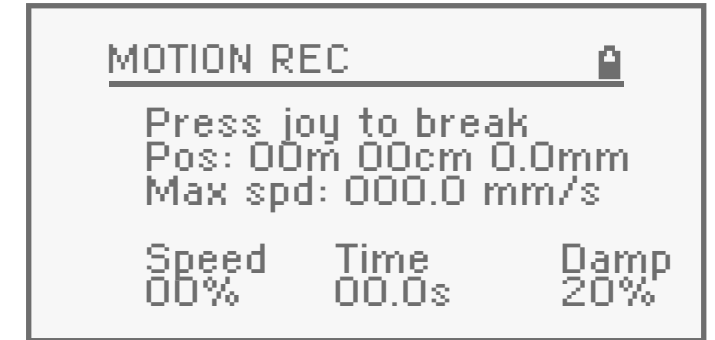 MOTION REC
Press joy to break
Pos: 00m 00cm 0.0mm
Max spd: 000.0 mm/s
Speed Time Damp
00% 00.0s 20%